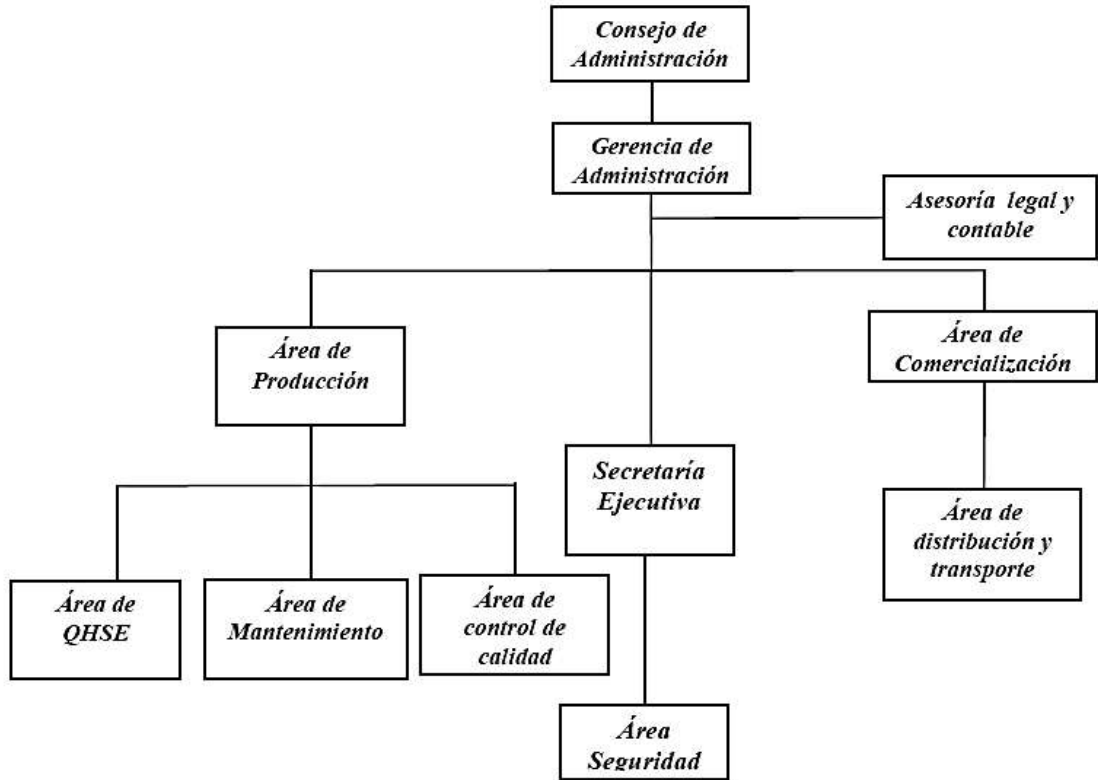 Consejo de
Administración
Gerencia de
Administración
Asesoría legal y
contable
Área de
Producción
Área de
Comercialización
Secretaría
Ejecutiva
Área de
distribución y
transporte
Área de
QHSE
Área de
Mantenimiento
Área de
control de
calidad
Área
Seguridad